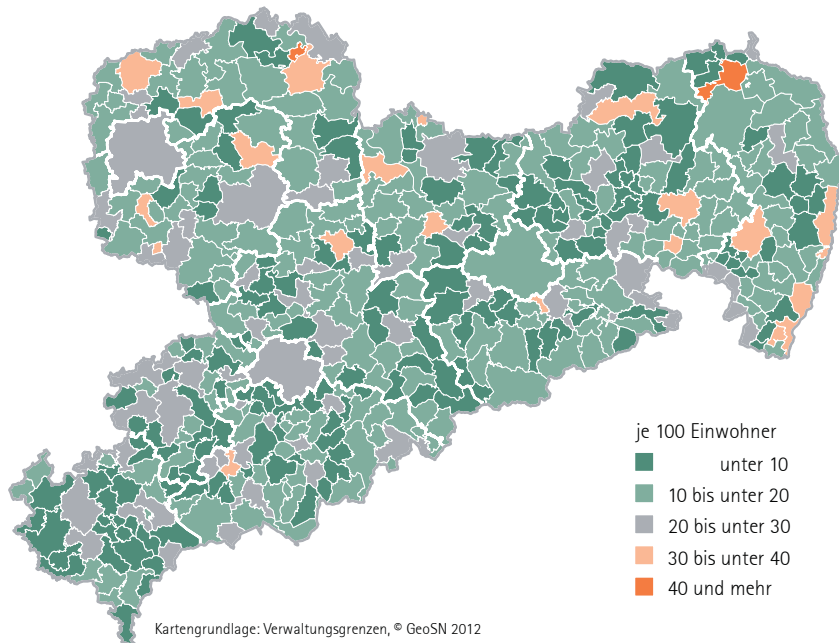 je 100 Einwohner
unter 10
10 bis unter 20
20 bis unter 30
30 bis unter 40
40 und mehr
Kartengrundlage: Verwaltungsgrenzen, © GeoSN 2012